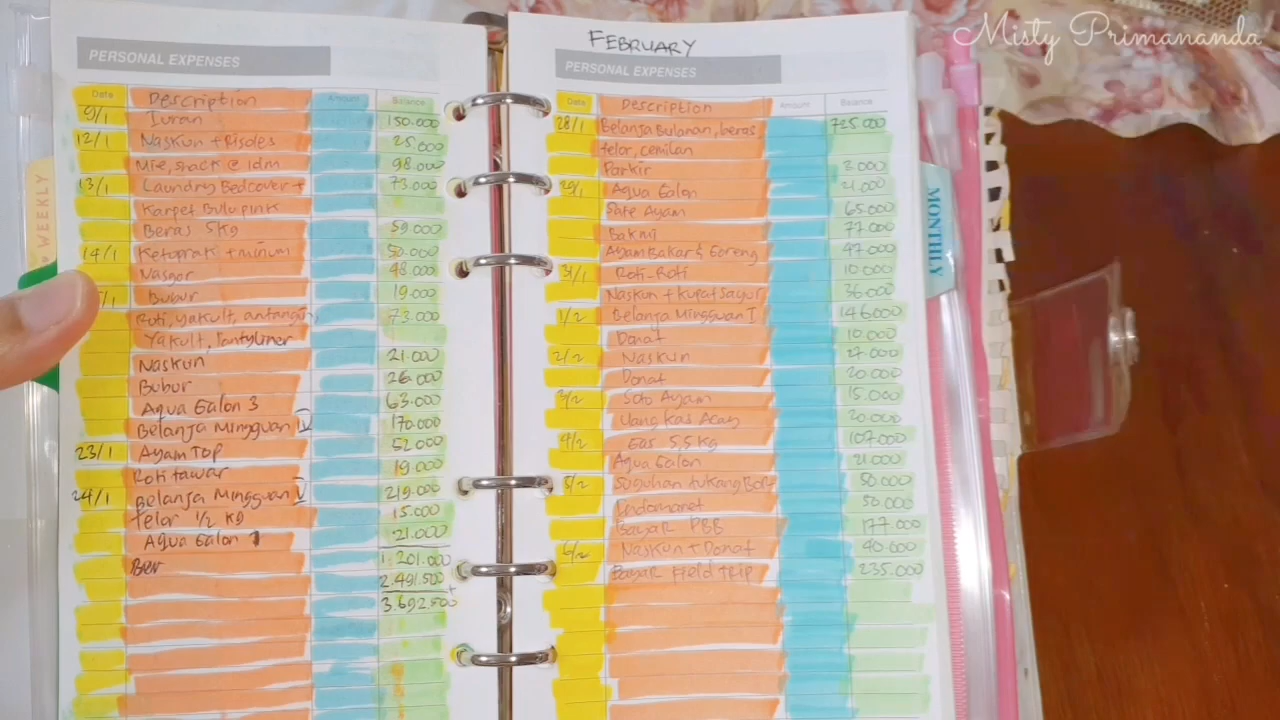 Misty Primananda
WEEKLY
PERSONAL EXPENSES
Date Description Amount Balance
9/1 Iuran 150.000
12/1 Naskun + Risoles 25.000
Mie, snack @ idm 98.000
13/1 Laundry Bedcover + 73.000
Karpet Bulu pink
Beras 5kg 59.000
14/1 Ketoprak + minum 50.000
Nasgor 48.000
/1 Bubur 19.000
Roti, yakult, antangin 73.000
Yakult, Pantyliner
Naskun 21.000
Bubur 26.000
Aqua Galon 3 63.000
Belanja Mingguan IV 170.000
23/1 Ayam Top 52.000
Roti tawar 19.000
24/1 Belanja Mingguan V 219.000
Telor 1/2 kg 15.000
Aqua Galon 1 21.000
1.201.000
2.491.500 +
3.692.500
FEBRUARY
PERSONAL EXPENSES
Date Description Amount Balance
28/1 Belanja Bulanan, beras 725.000
telor, cemilan
Parkir 2.000
29/1 Aqua Galon 21.000
Sate Ayam 65.000
Bakmi 77.000
Ayam Bakar & Goreng 47.000
31/1 Roti-Roti 10.000
Naskun + Kupat Sayur 36.000
1/2 Belanja Mingguan I 146.000
Donat 10.000
2/2 Naskun 27.000
Donat 20.000
Soto Ayam 15.000
Uang kas 20.000
4/2 Gas 5,5 Kg 107.000
Aqua Galon 21.000
5/2 Suguhan tukang 50.000
Indomaret 50.000
Bayar PBB 177.000
6/2 Naskun + Donat 40.000
Bayar Field trip 235.000
MONTHLY